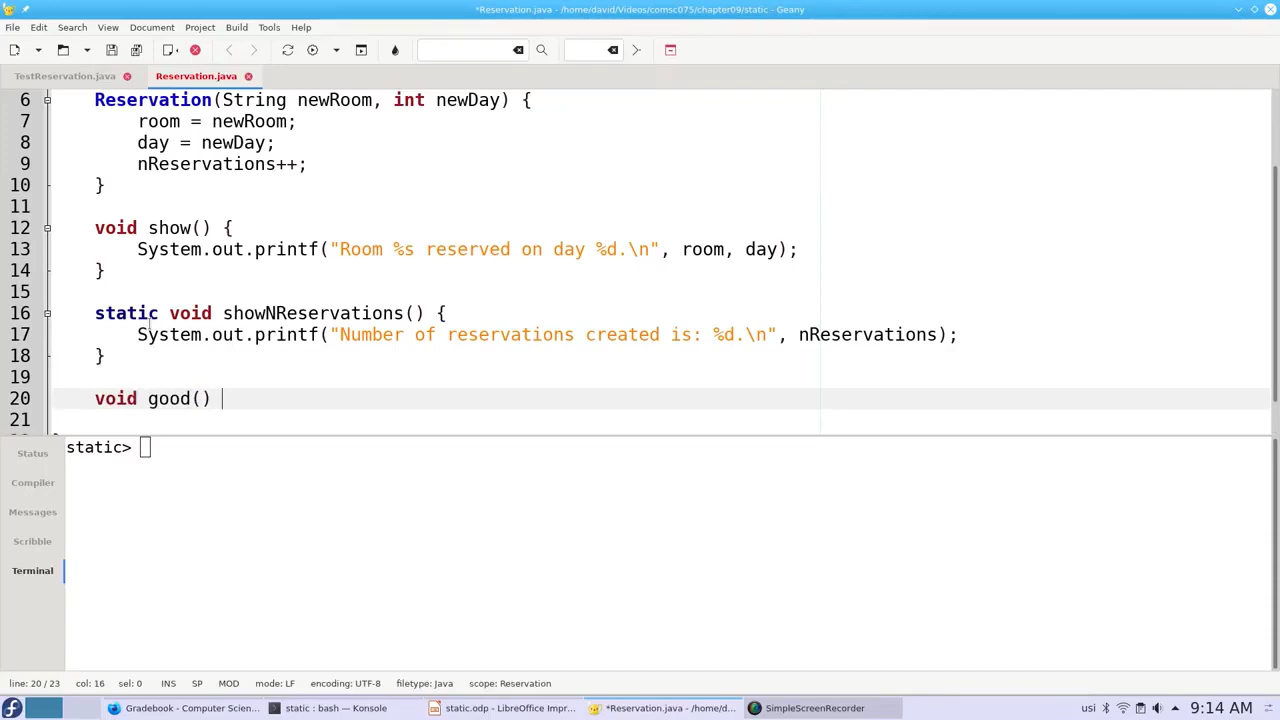 *Reservation.java - /home/david/Videos/comsc075/chapter09/static - Geany
File Edit Search View Document Project Build Tools Help
TestReservation.java Reservation.java
6 Reservation(String newRoom, int newDay) {
7 room = newRoom;
8 day = newDay;
9 nReservations++;
10 }
11
12 void show() {
13 System.out.printf("Room %s reserved on day %d.\n", room, day);
14 }
15
16 static void showNReservations() {
17 System.out.printf("Number of reservations created is: %d.\n", nReservations);
18 }
19
20 void good()
21
Status
Compiler
Messages
Scribble
Terminal
static>
line: 20 / 23 col: 16 sel: 0 INS SP MOD mode: LF encoding: UTF-8 filetype: Java scope: Reservation
Gradebook - Computer Scien... static : bash — Konsole static.odp - LibreOffice Impr... *Reservation.java - /home/d... SimpleScreenRecorder usi 9:14 AM